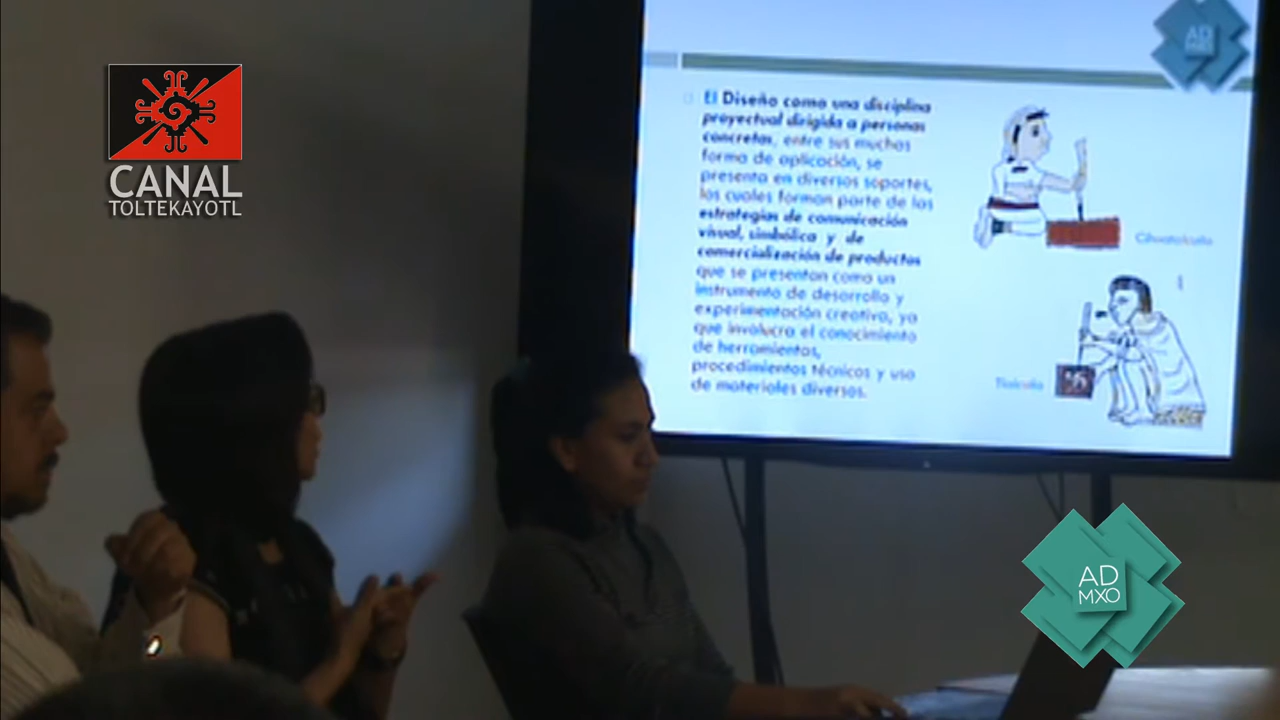 CANAL
TOLTEKAYOTL
AD
El Diseño como una disciplina
proyectual dirigida a personas
concretas, entre sus muchas
forma de aplicación, se
presenta en diversos soportes,
los cuales forman parte de las
estrategias de comunicación
visual, simbólica y de
comercialización de productos
que se presentan como un
instrumento de desarrollo y
experimentación creativa, ya
que involucra el conocimiento
de herramientas,
procedimientos técnicos y uso
de materiales diversos.
AD
MXO